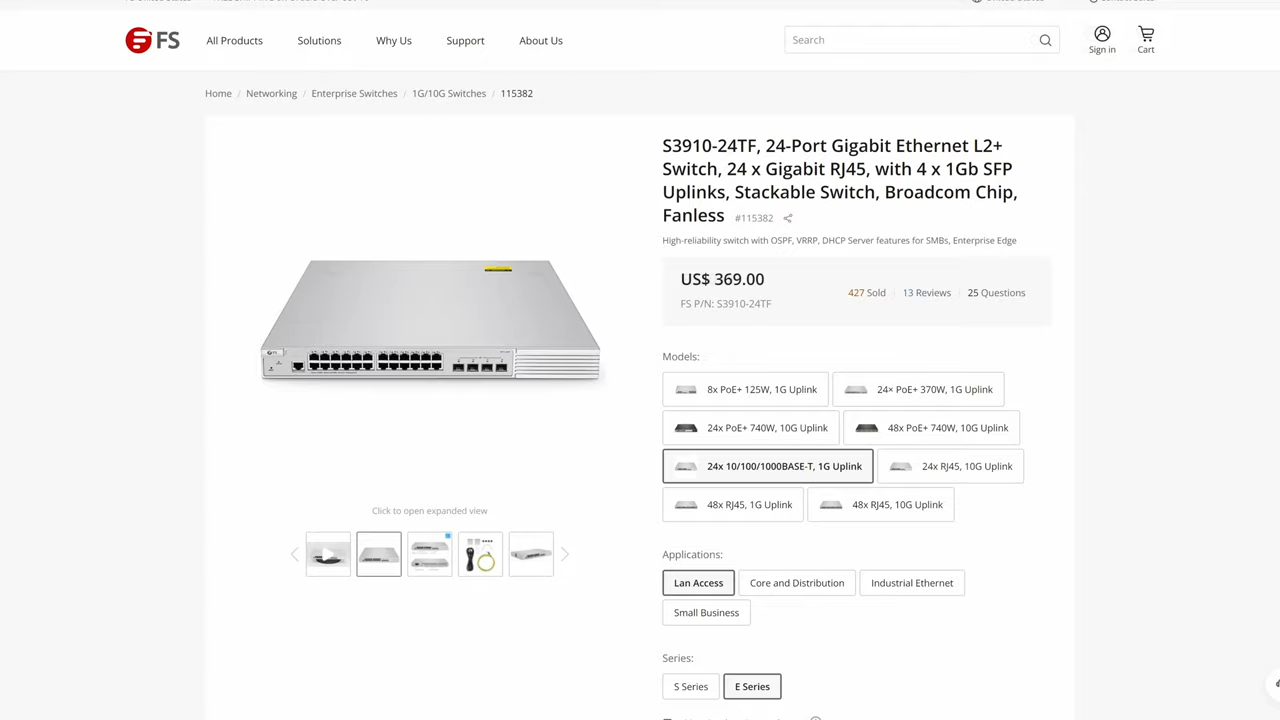 FS
All Products
Solutions
Why Us
Support
About Us
Search
Sign in
Cart
Home / Networking / Enterprise Switches / 1G/10G Switches / 115382
S3910-24TF, 24-Port Gigabit Ethernet L2+
Switch, 24 x Gigabit RJ45, with 4 x 1Gb SFP
Uplinks, Stackable Switch, Broadcom Chip,
Fanless #115382
High-reliability switch with OSPF, VRRP, DHCP Server features for SMBs, Enterprise Edge
US$ 369.00
FS P/N: S3910-24TF
427 Sold
13 Reviews
25 Questions
Models:
8x PoE+ 125W, 1G Uplink
24× PoE+ 370W, 1G Uplink
24x PoE+ 740W, 10G Uplink
48x PoE+ 740W, 10G Uplink
24x 10/100/1000BASE-T, 1G Uplink
24x RJ45, 10G Uplink
48x RJ45, 1G Uplink
48x RJ45, 10G Uplink
Click to open expanded view
Applications:
Lan Access
Core and Distribution
Industrial Ethernet
Small Business
Series:
S Series
E Series